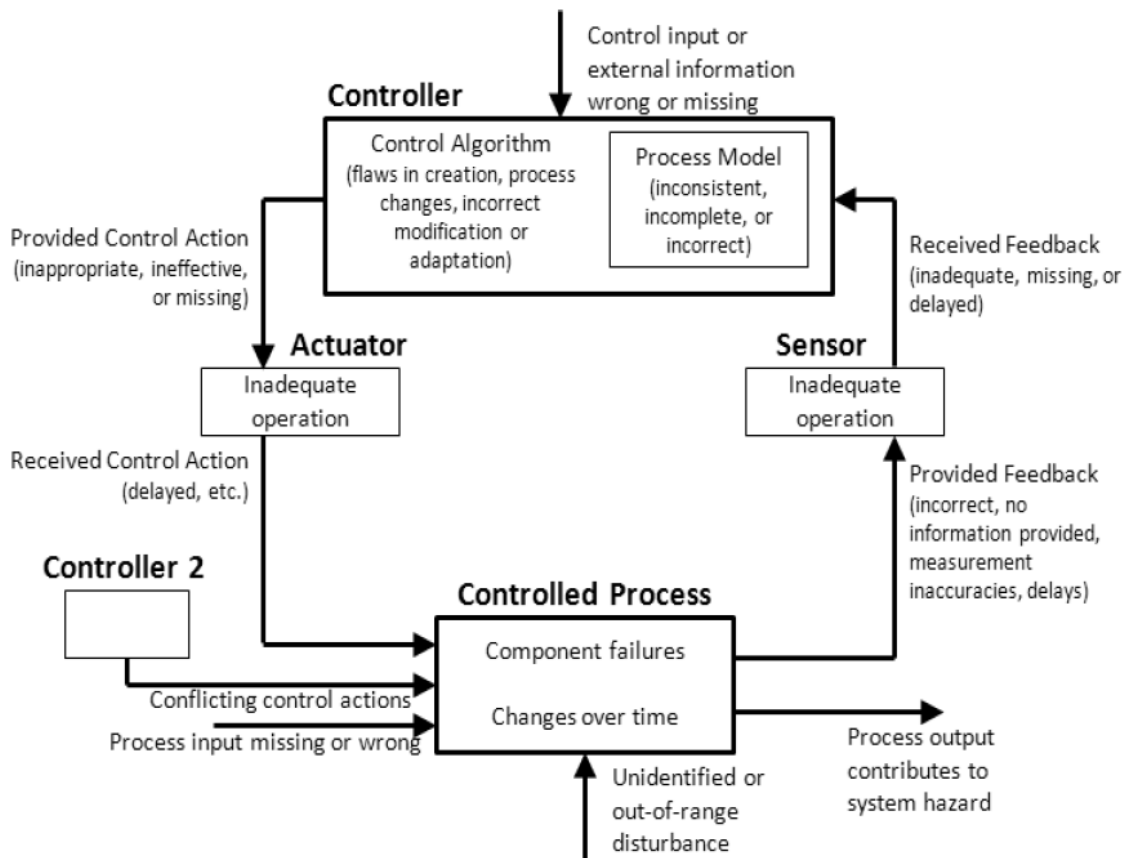 Control input or
external information
wrong or missing
Controller
Control Algorithm
(flaws in creation, process
changes, incorrect
modification or
adaptation)
Process Model
(inconsistent,
incomplete, or
incorrect)
Provided Control Action
(inappropriate, ineffective,
or missing)
Received Feedback
(inadequate, missing, or
delayed)
Actuator
Inadequate
operation
Sensor
Inadequate
operation
Received Control Action
(delayed, etc.)
Provided Feedback
(incorrect, no
information provided,
measurement
inaccuracies, delays)
Controller 2
Controlled Process
Component failures
Changes over time
Conflicting control actions
Process input missing or wrong
Process output
contributes to
system hazard
Unidentified or
out-of-range
disturbance